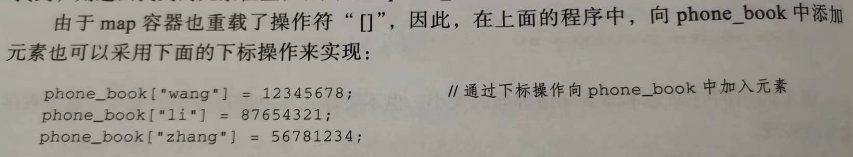 由于 map 容器也重载了操作符 “[]”，因此，在上面的程序中，向 phone_book 中添加
元素也可以采用下面的下标操作来实现：
phone_book["wang"] = 12345678; //通过下标操作向 phone_book 中加入元素
phone_book["li"] = 87654321;
phone_book["zhang"] = 56781234;